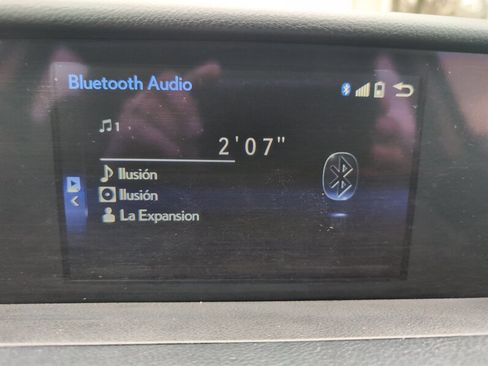 Bluetooth Audio
1
2'07"
Ilusión
Ilusión
La Expansion